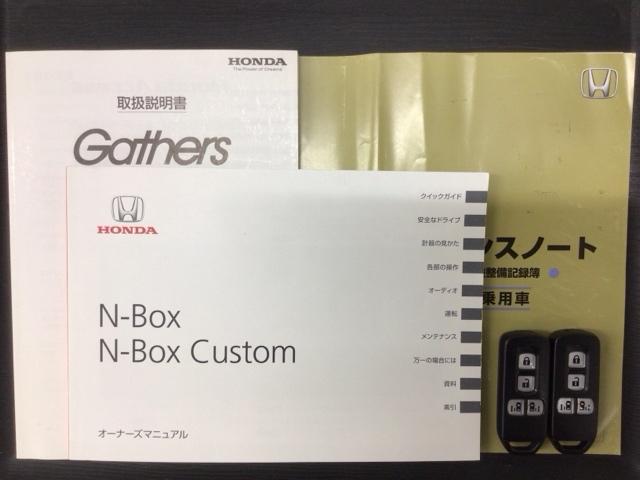 HONDA
The Power of Dreams
取扱説明書
Gathers
HONDA
N-Box
N-Box Custom
オーナーズマニュアル
クイックガイド
安全なドライブ
計器の見かた
各部の操作
オーディオ
運転
メンテナンス
万一の場合には
資料
索引
ンスノート
整備記録簿
乗用車